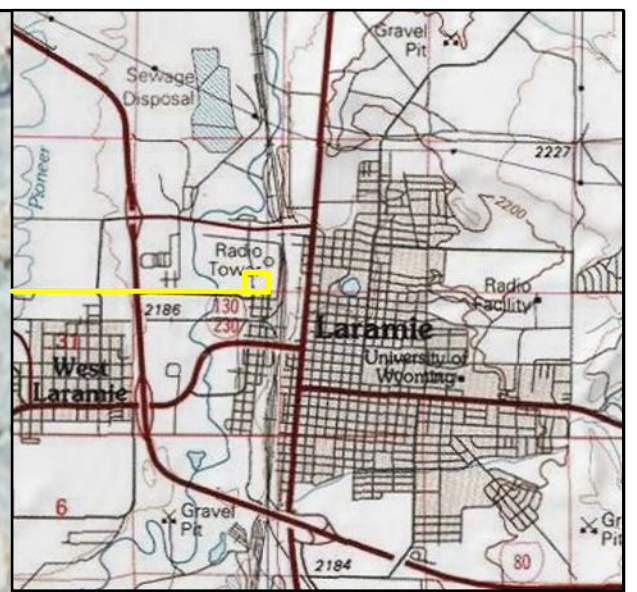 Gravel
Pit
Sewage
Disposal
2227
Pioneer
2200
Radio
Tower
Radio
Facility
2186
130
230
Laramie
31
West
Laramie
University of
Wyoming
6
Gravel
Pit
Gr
Pit
2184
80